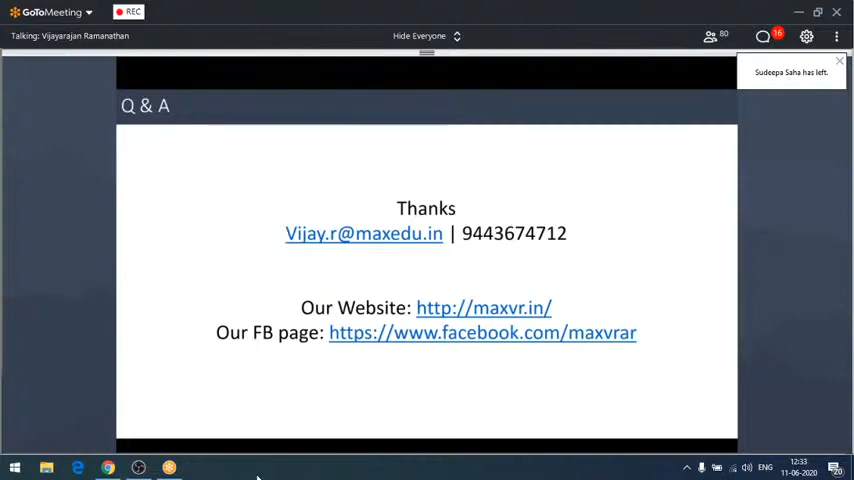 GoToMeeting
REC
Talking: Vijayarajan Ramanathan
Hide Everyone
80
16
Sudeepa Saha has left.
Q & A
Thanks
Vijay.r@maxedu.in | 9443674712
Our Website: http://maxvr.in/
Our FB page: https://www.facebook.com/maxvrar
ENG
12:33
11-06-2020
20